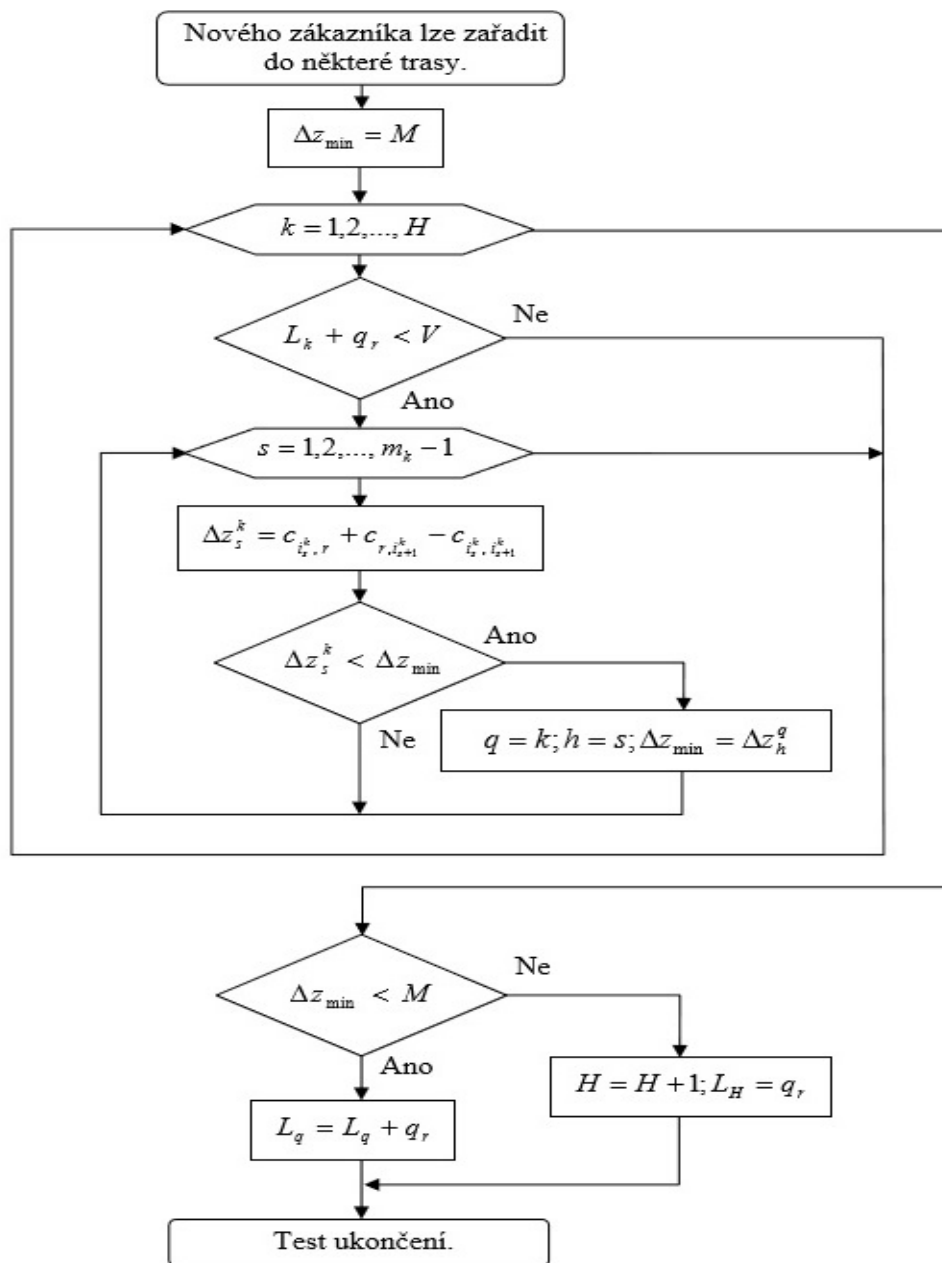 Nového zákazníka lze zařadit
do některé trasy.
Δz_min = M
k = 1,2,..., H
Ne
L_k + q_r < V
Ano
s = 1,2,..., m_k − 1
Δz_s^k = c_{i_s^k, r} + c_{r, i_{s+1}^k} − c_{i_s^k, i_{s+1}^k}
Ano
Δz_s^k < Δz_min
Ne
q = k; h = s; Δz_min = Δz_h^q
Ne
Δz_min < M
Ano
H = H + 1; L_H = q_r
L_q = L_q + q_r
Test ukončení.